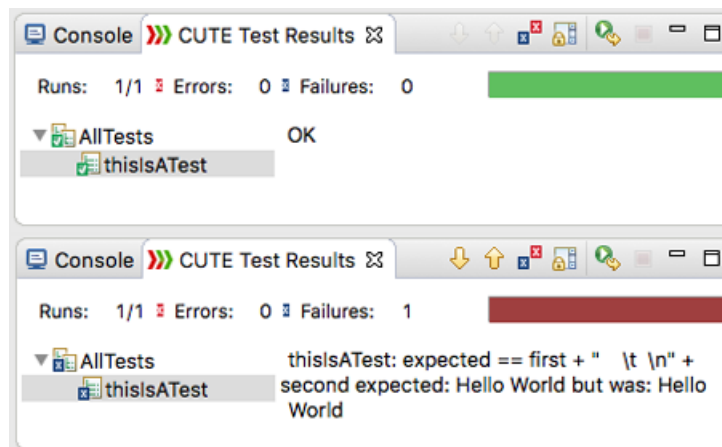 Console CUTE Test Results
Runs: 1/1 Errors: 0 Failures: 0
AllTests OK
thisIsATest
Console CUTE Test Results
Runs: 1/1 Errors: 0 Failures: 1
AllTests thisIsATest: expected == first + "    \t  \n" +
thisIsATest second expected: Hello World but was: Hello
World